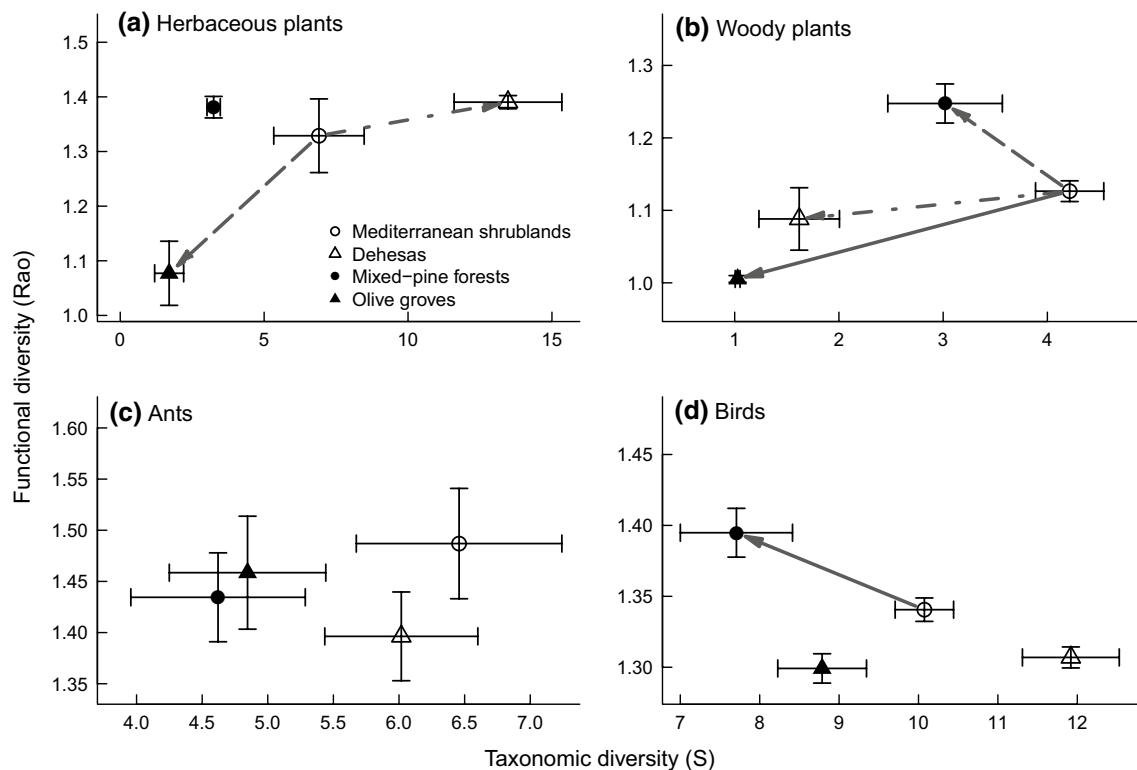 (a) Herbaceous plants
1.5
1.4
1.3
1.2
1.1
1.0
0 5 10 15
Mediterranean shrublands
Dehesas
Mixed−pine forests
Olive groves
(b) Woody plants
1.3
1.2
1.1
1.0
1 2 3 4
Functional diversity (Rao)
(c) Ants
1.60
1.55
1.50
1.45
1.40
1.35
4.0 4.5 5.0 5.5 6.0 6.5 7.0
(d) Birds
1.45
1.40
1.35
1.30
7 8 9 10 11 12
Taxonomic diversity (S)